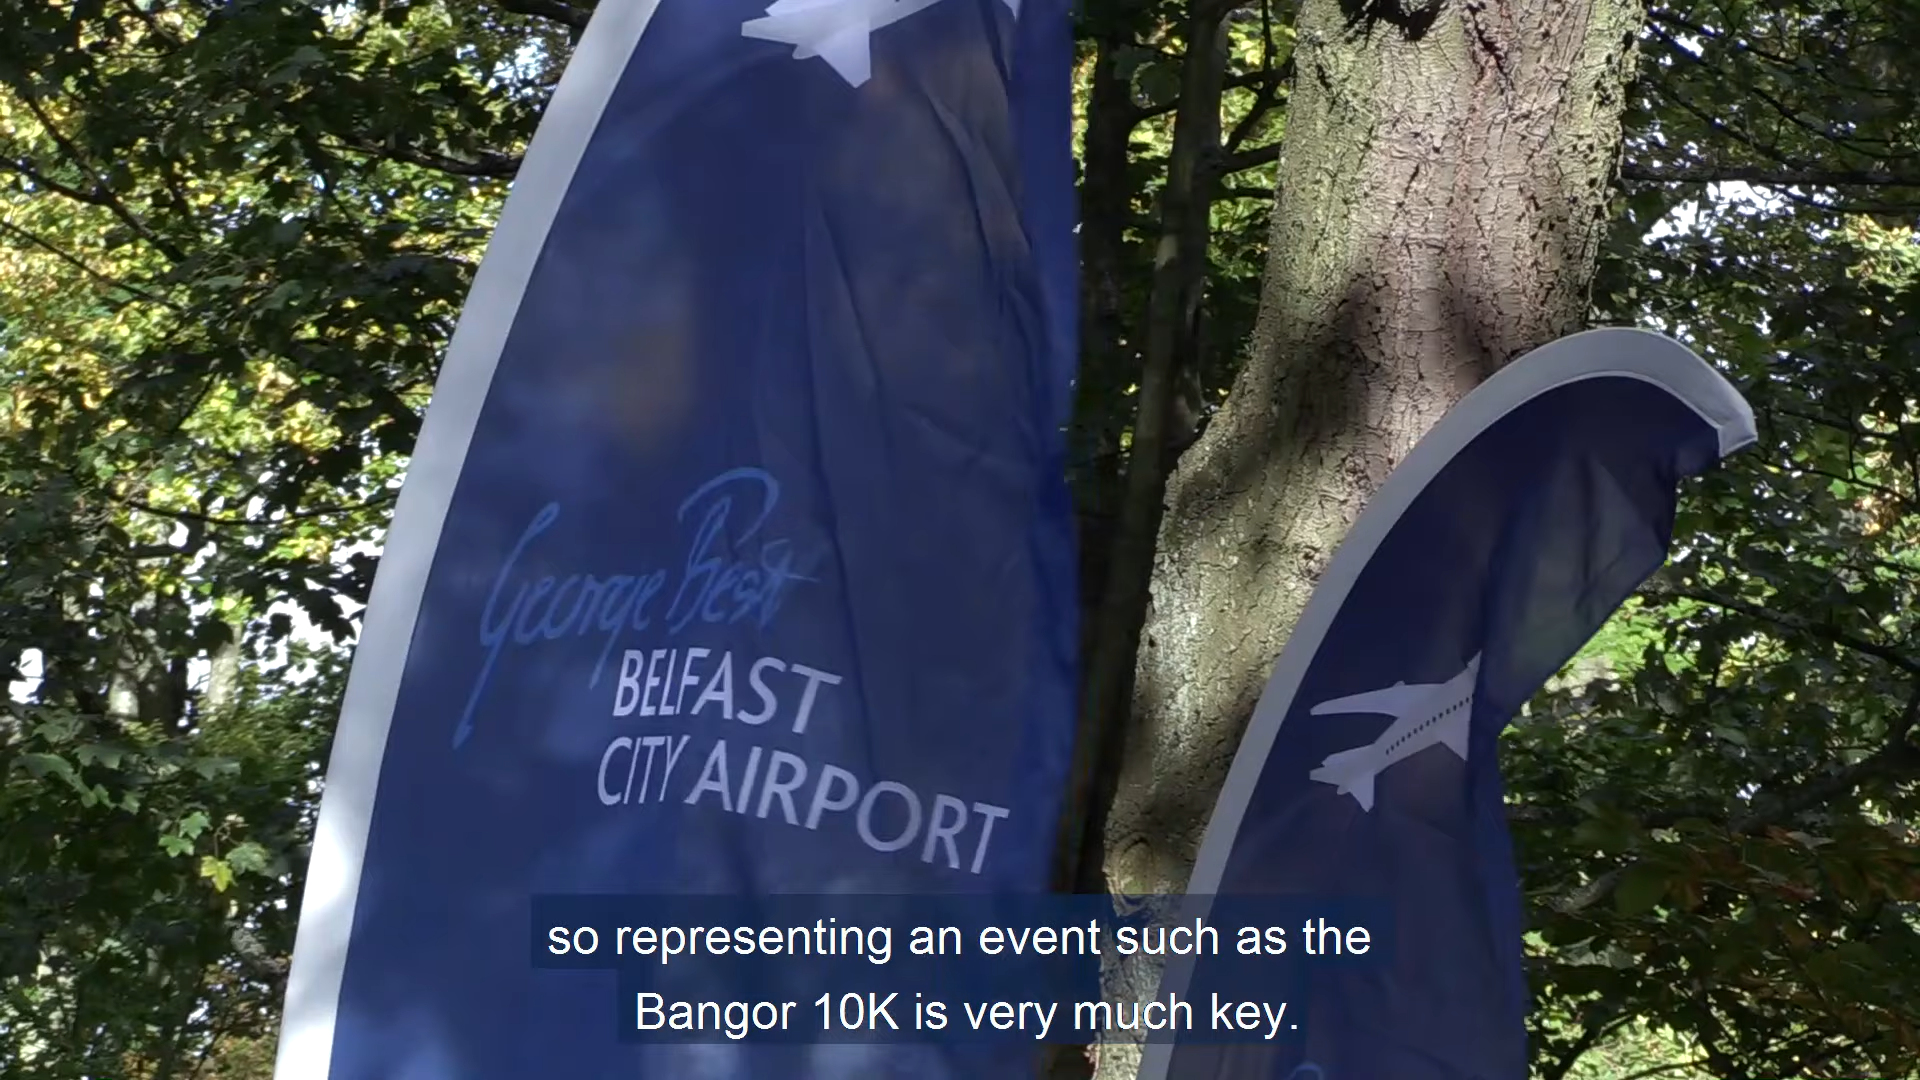 George Best
BELFAST
CITY AIRPORT
so representing an event such as the
Bangor 10K is very much key.